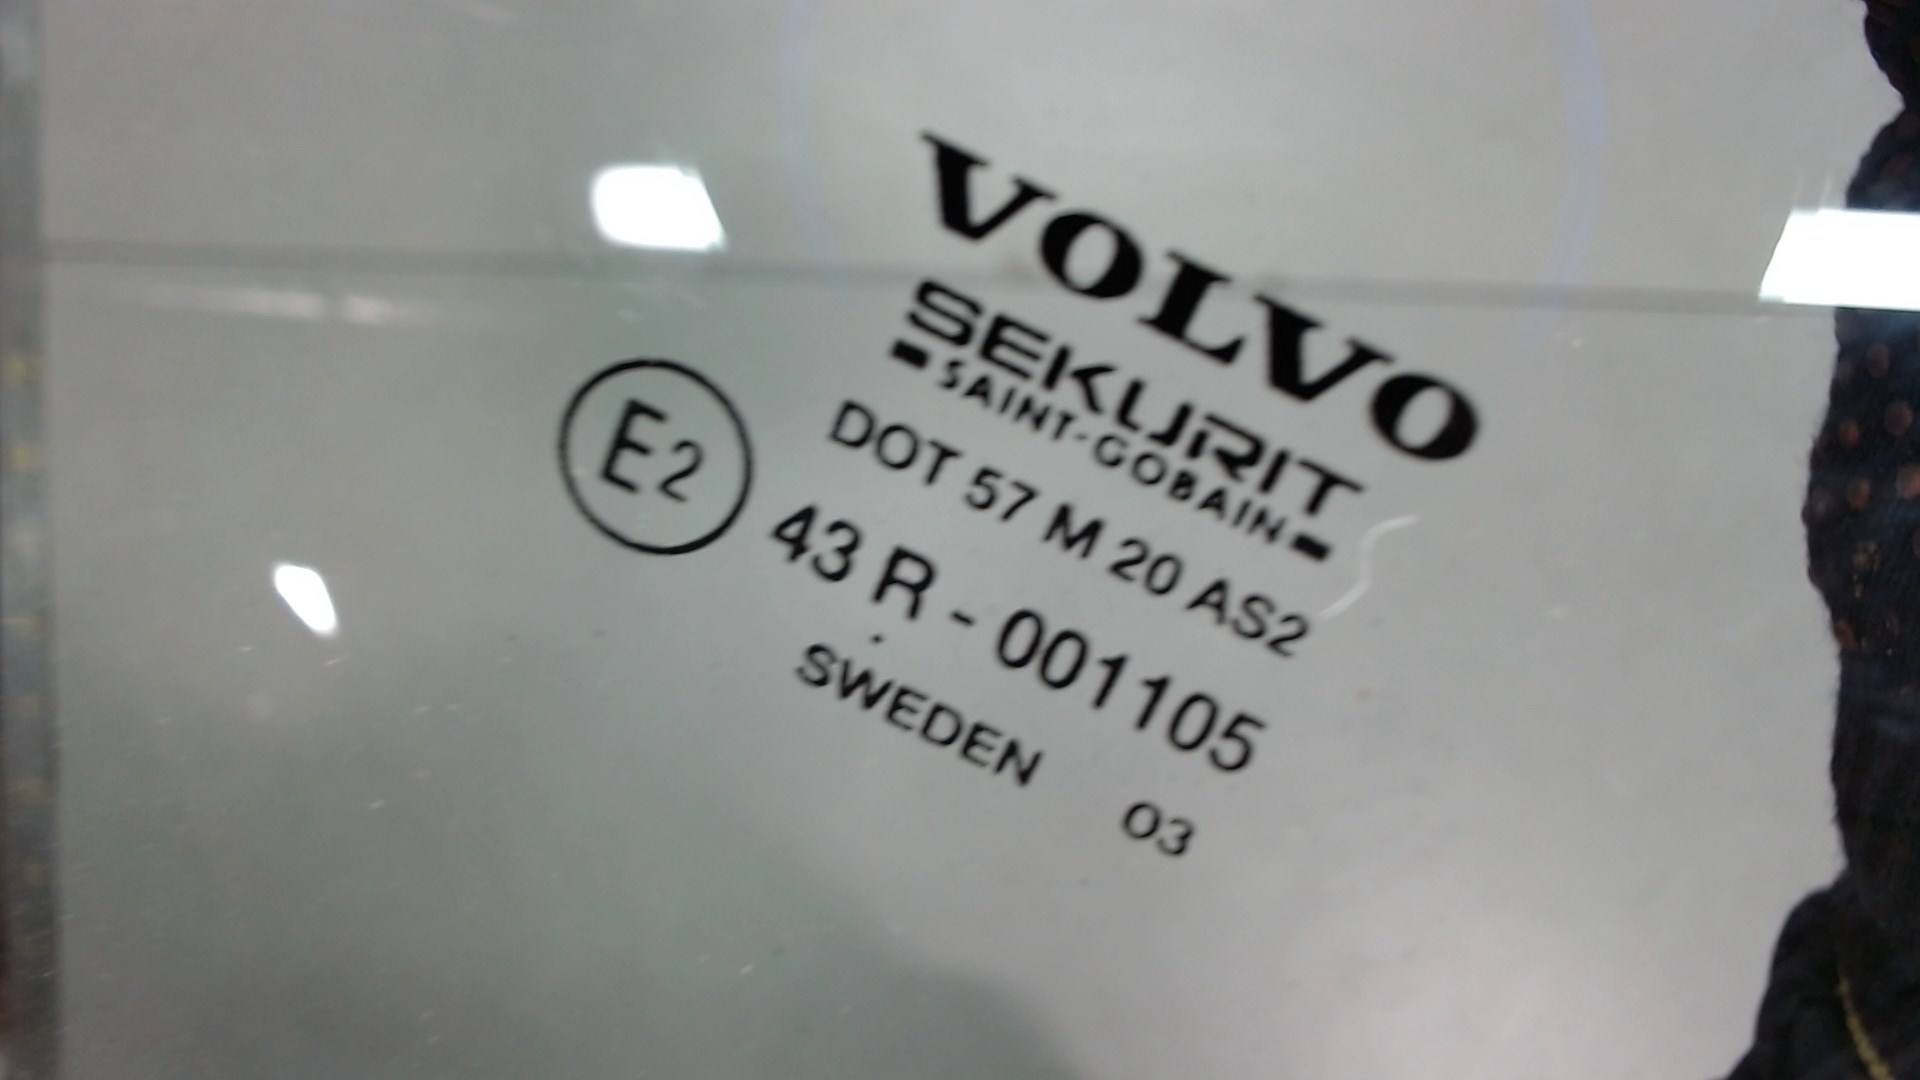 VOLVO
SEKURIT
SAINT-GOBAIN
DOT 57 M 20 AS2
E2
43 R - 001105
SWEDEN
03